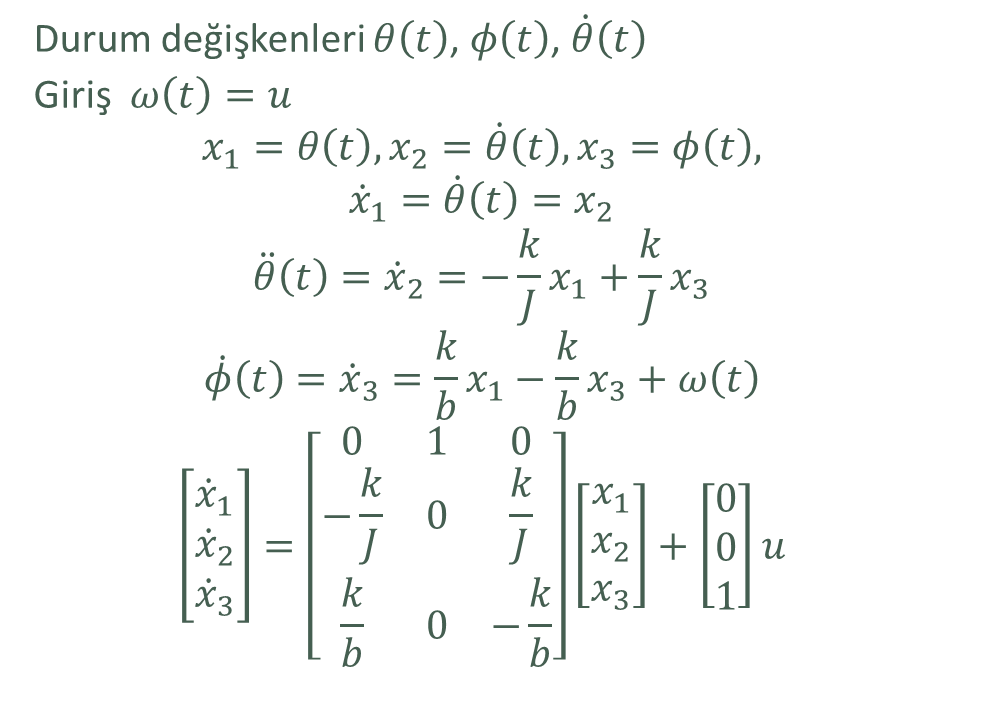 Durum değişkenleri θ(t), ϕ(t), θ̇(t)
Giriş ω(t) = u
x₁ = θ(t), x₂ = θ̇(t), x₃ = ϕ(t),
ẋ₁ = θ̇(t) = x₂
θ̈(t) = ẋ₂ = −k/J x₁ + k/J x₃
ϕ̇(t) = ẋ₃ = k/b x₁ − k/b x₃ + ω(t)
[ẋ₁; ẋ₂; ẋ₃] = [0 1 0; −k/J 0 k/J; k/b 0 −k/b] [x₁; x₂; x₃] + [0; 0; 1] u